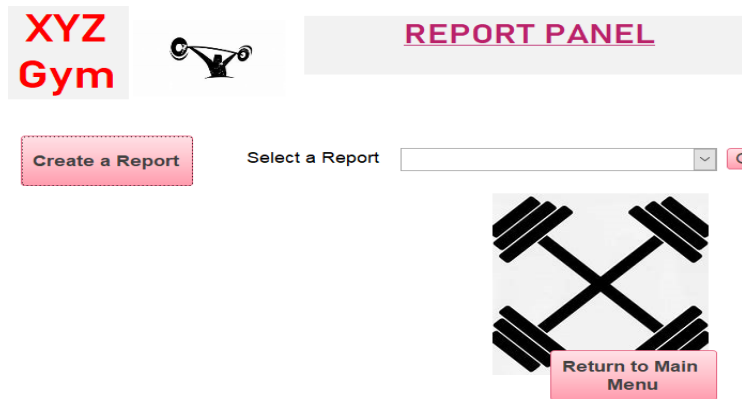 XYZ
Gym
REPORT PANEL
Create a Report
Select a Report
Return to Main
Menu